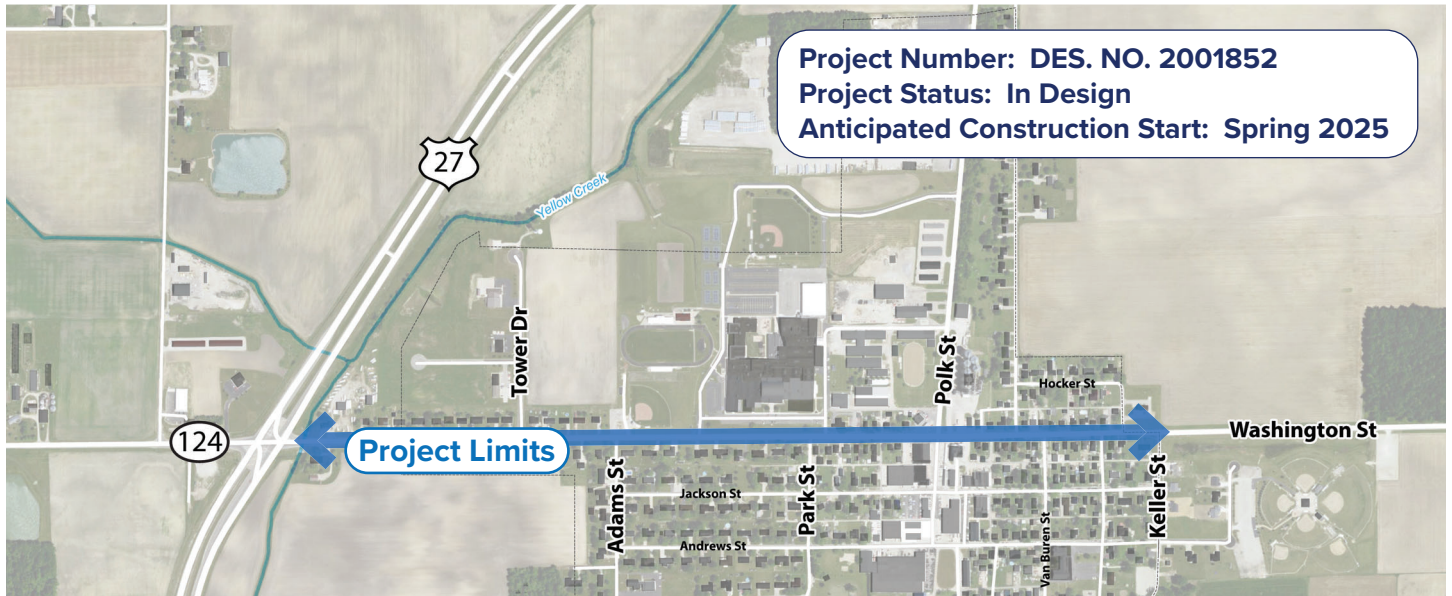 Project Number: DES. NO. 2001852
Project Status: In Design
Anticipated Construction Start: Spring 2025
27
Yellow Creek
Tower Dr
Polk St
Hocker St
124
Project Limits
Washington St
Adams St
Jackson St
Park St
Keller St
Andrews St
Van Buren St